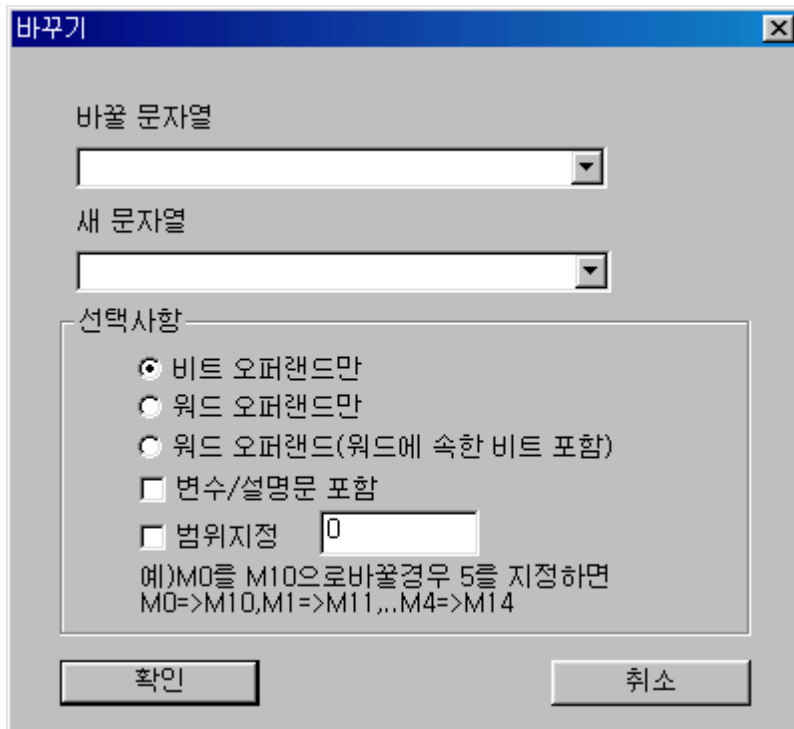 바꾸기
바꿀 문자열
새 문자열
선택사항
비트 오퍼랜드만
워드 오퍼랜드만
워드 오퍼랜드(워드에 속한 비트 포함)
변수/설명문 포함
범위지정 0
예)M0를 M10으로바꿀경우 5를 지정하면
M0=>M10,M1=>M11,..M4=>M14
확인 취소